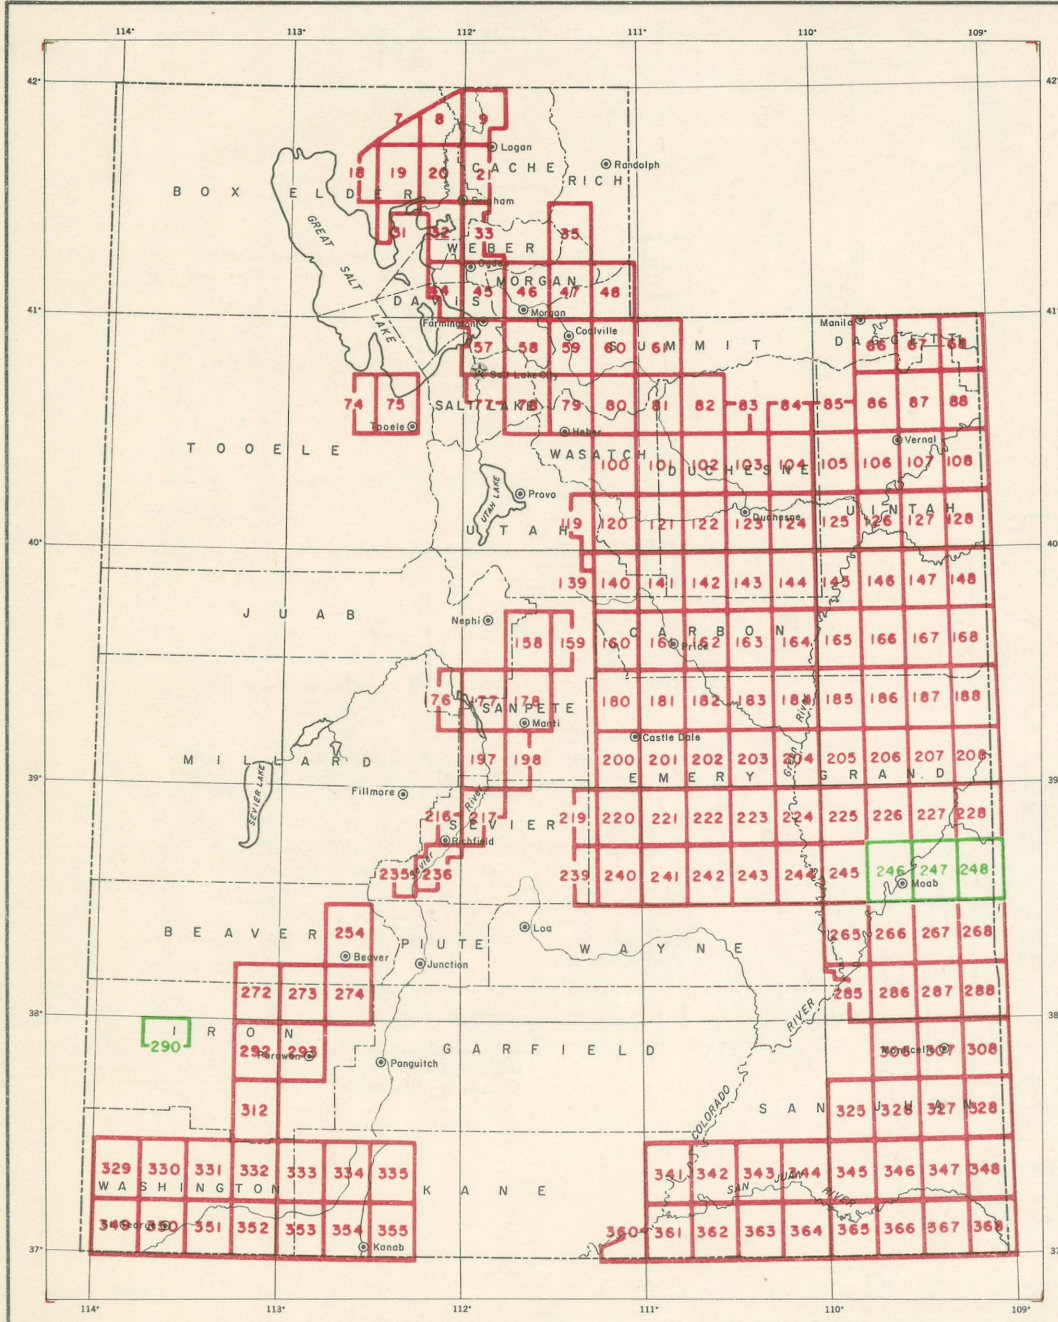 114° 113° 112° 111° 110° 109°
42° 42°
7 8 9
Logan
18 19 20 21 CACHE Randolph
RICH
BOX ELDER
Brigham
GREAT SALT LAKE
31 32 33 35
WEBER
Ogden
MORGAN
45 46 47 48
DAVIS
Morgan
41° 41°
Farmington Manila
Coalville
57 58 59 60 61 SUMMIT DAGGETT
66 67 68
Salt Lake City
74 75 SALT LAKE 77 78 79 80 81 82 83 84 85 86 87 88
Tooele Heber Vernal
TOOELE WASATCH
100 101 102 103 104 105 106 107 108
DUCHESNE
UTAH LAKE Provo
Duchesne UINTAH
UTAH 119 120 121 122 123 124 125 126 127 128
40° 40°
139 140 141 142 143 144 145 146 147 148
JUAB
Nephi CARBON
158 159 160 161 162 163 164 165 166 167 168
Price
176 177 178 180 181 182 183 184 185 186 187 188
SANPETE Green River
Manti
Castle Dale
MILLARD 197 198 200 201 202 203 204 205 206 207 208
EMERY GRAND
39° 39°
SEVIER LAKE Fillmore River
216 217 SEVIER 219 220 221 222 223 224 225 226 227 228
Richfield
Sevier
235 236 239 240 241 242 243 244 245 246 247 248
Moab
BEAVER 254 PIUTE Loa WAYNE 265 266 267 268
Beaver Junction
272 273 274 285 286 287 288
38° 38°
RIVER
290 IRON
292 293 Parowan GARFIELD Monticello 307 308
Panguitch
312 COLORADO SAN JUAN 325 326 327 328
329 330 331 332 333 334 335 341 342 343 344 345 346 347 348
WASHINGTON KANE SAN JUAN RIVER
349 350 351 352 353 354 355 360 361 362 363 364 365 366 367 368
St. George
Kanab
37° 37°
114° 113° 112° 111° 110° 109°